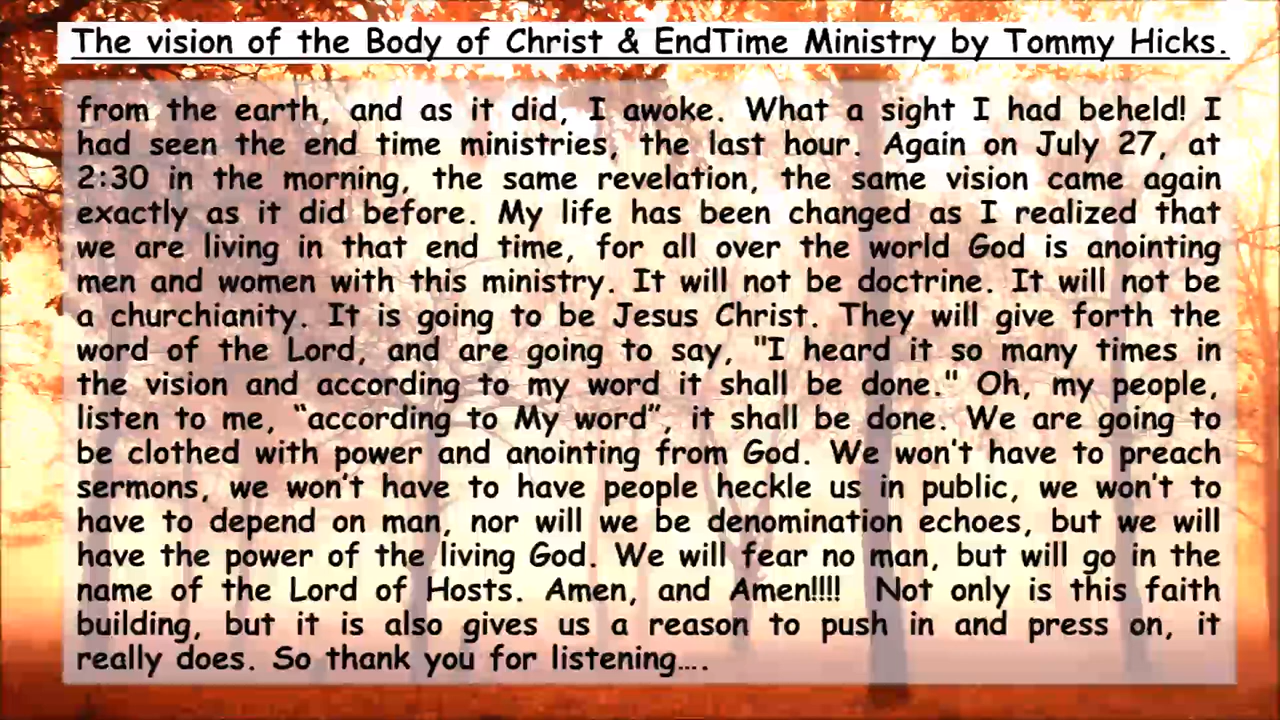 The vision of the Body of Christ & EndTime Ministry by Tommy Hicks.
from the earth, and as it did, I awoke. What a sight I had beheld! I
had seen the end time ministries, the last hour. Again on July 27, at
2:30 in the morning, the same revelation, the same vision came again
exactly as it did before. My life has been changed as I realized that
we are living in that end time, for all over the world God is anointing
men and women with this ministry. It will not be doctrine. It will not be
a churchianity. It is going to be Jesus Christ. They will give forth the
word of the Lord, and are going to say, "I heard it so many times in
the vision and according to my word it shall be done." Oh, my people,
listen to me, “according to My word”, it shall be done. We are going to
be clothed with power and anointing from God. We won't have to preach
sermons, we won't have to have people heckle us in public, we won't to
have to depend on man, nor will we be denomination echoes, but we will
have the power of the living God. We will fear no man, but will go in the
name of the Lord of Hosts. Amen, and Amen!!!! Not only is this faith
building, but it is also gives us a reason to push in and press on, it
really does. So thank you for listening….